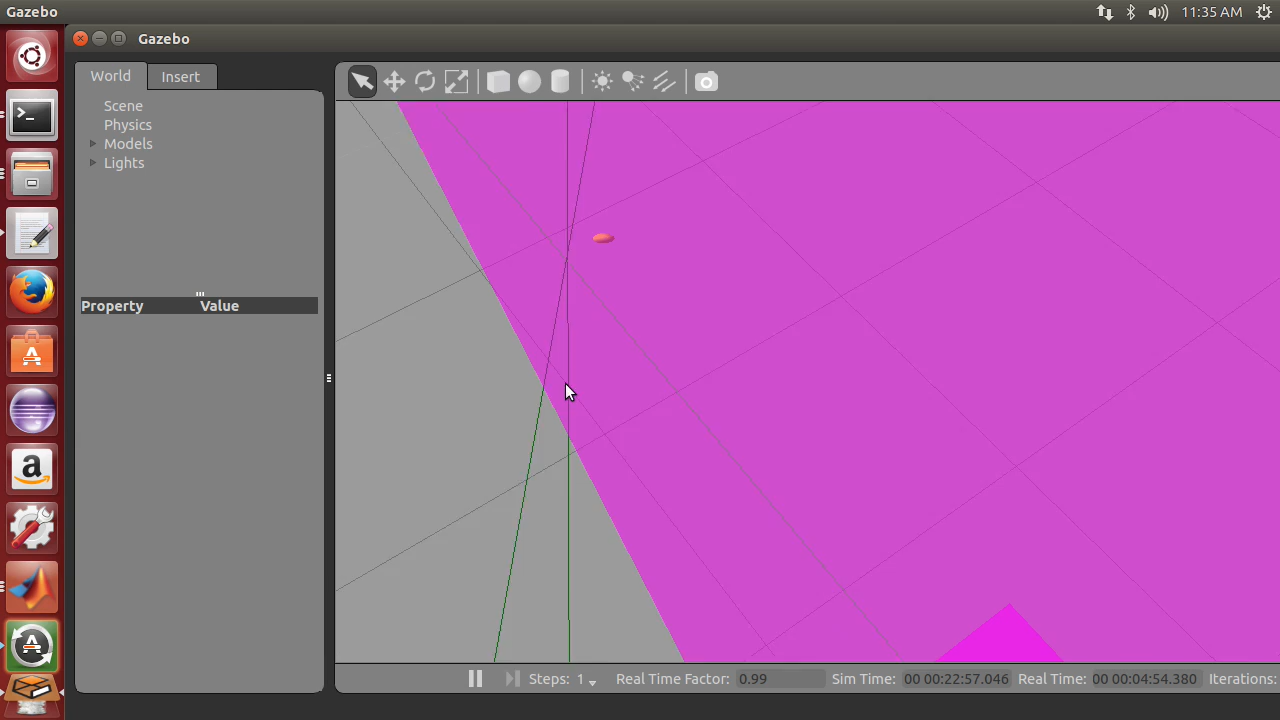 Gazebo
11:35 AM
Gazebo
World
Insert
Scene
Physics
Models
Lights
Property Value
Steps: 1 Real Time Factor: 0.99 Sim Time: 00 00:22:57.046 Real Time: 00 00:04:54.380 Iterations: